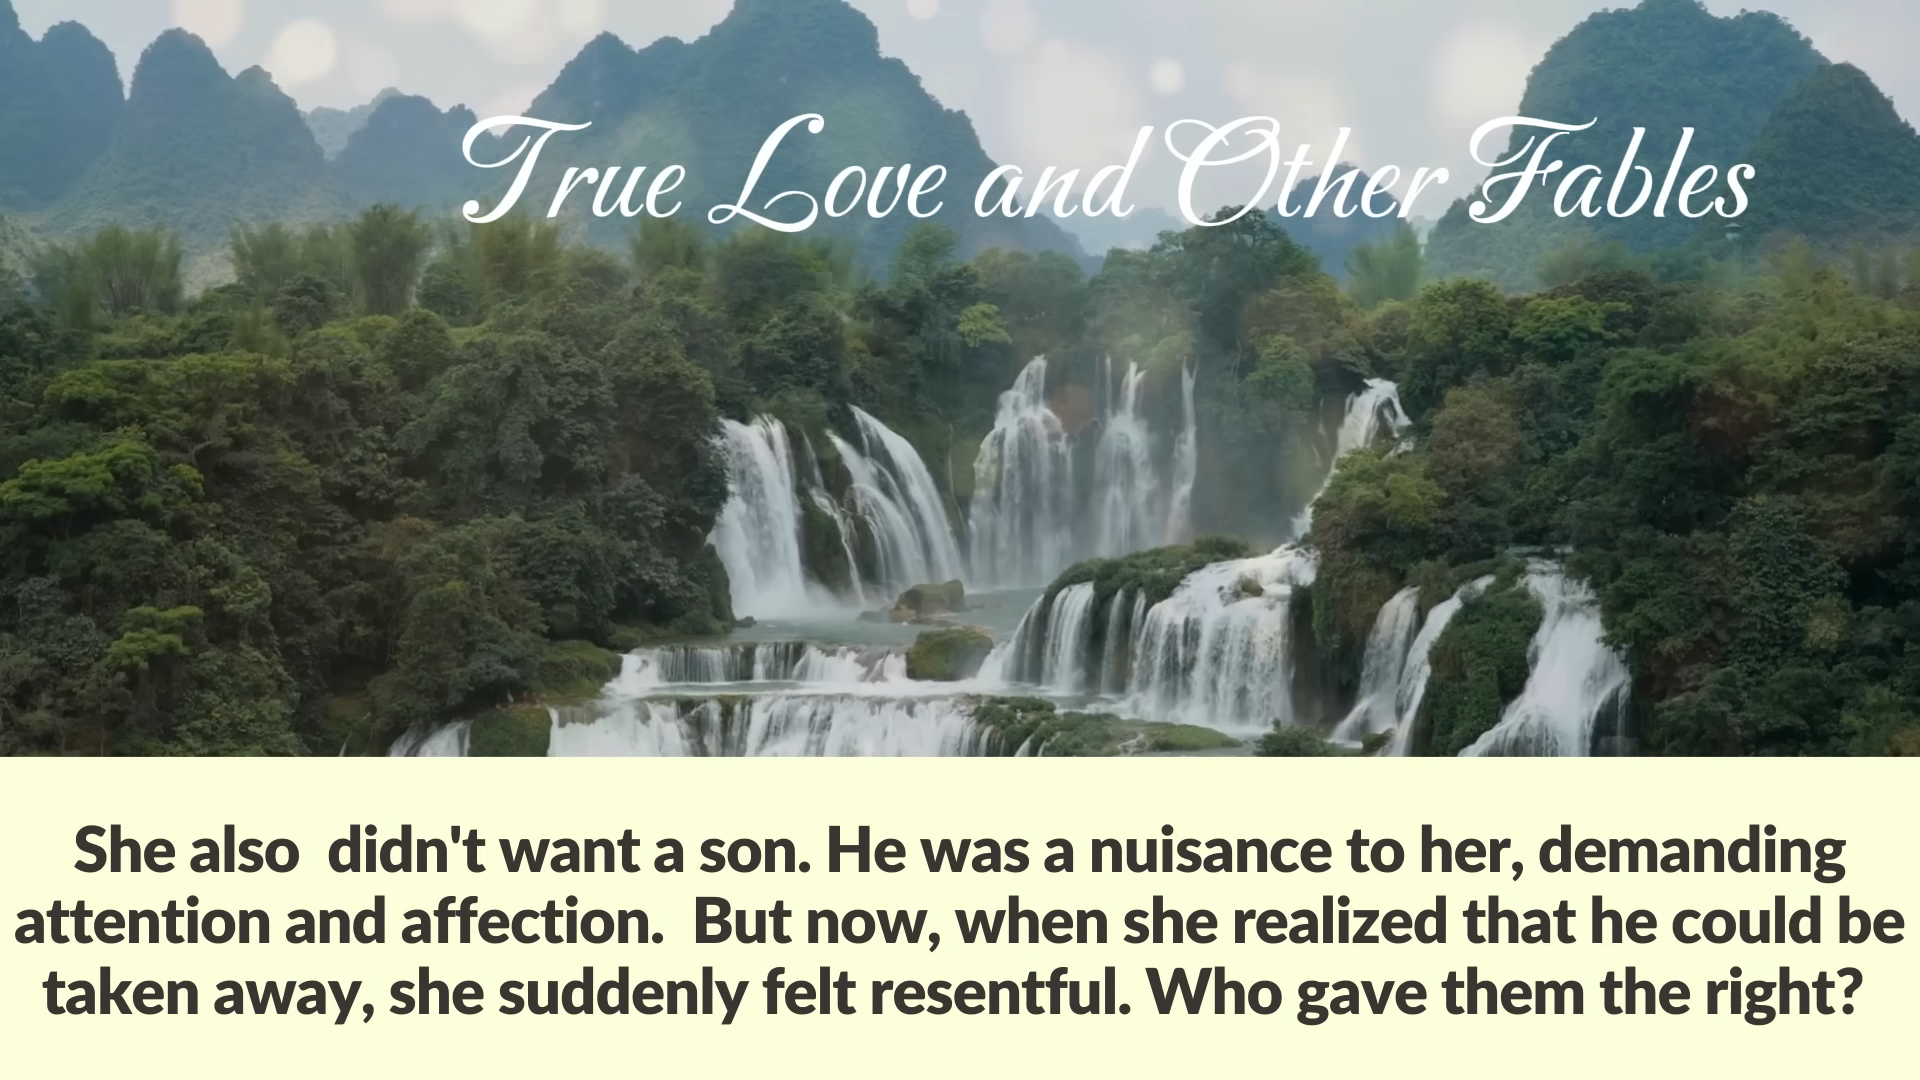 True Love and Other Fables
She also  didn't want a son. He was a nuisance to her, demanding
attention and affection.  But now, when she realized that he could be
taken away, she suddenly felt resentful. Who gave them the right?